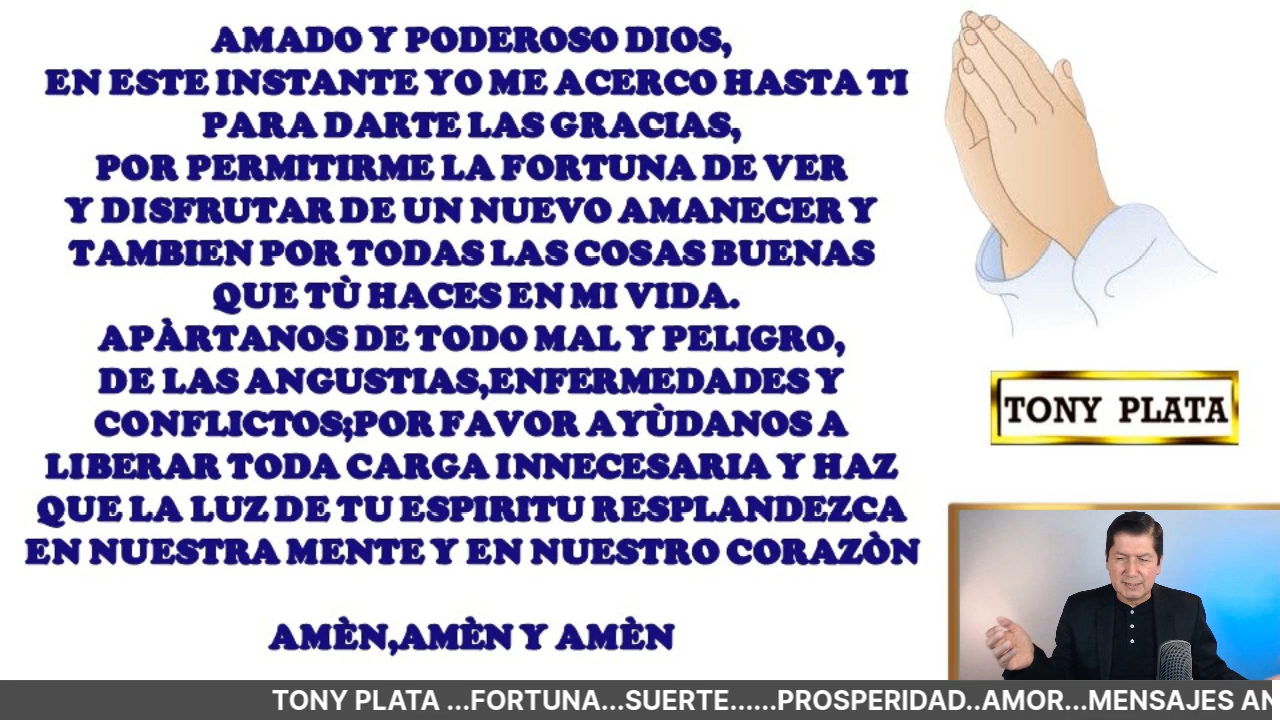 AMADO Y PODEROSO DIOS,
EN ESTE INSTANTE YO ME ACERCO HASTA TI
PARA DARTE LAS GRACIAS,
POR PERMITIRME LA FORTUNA DE VER
Y DISFRUTAR DE UN NUEVO AMANECER Y
TAMBIEN POR TODAS LAS COSAS BUENAS
QUE TÙ HACES EN MI VIDA.
APÀRTANOS DE TODO MAL Y PELIGRO,
DE LAS ANGUSTIAS,ENFERMEDADES Y
CONFLICTOS;POR FAVOR AYÙDANOS A
LIBERAR TODA CARGA INNECESARIA Y HAZ
QUE LA LUZ DE TU ESPIRITU RESPLANDEZCA
EN NUESTRA MENTE Y EN NUESTRO CORAZÒN
AMÈN,AMÈN Y AMÈN
TONY PLATA
TONY PLATA ...FORTUNA...SUERTE......PROSPERIDAD..AMOR...MENSAJES AN